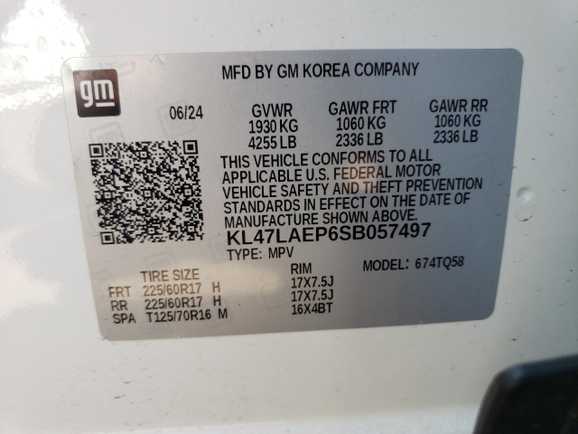 gm
MFD BY GM KOREA COMPANY
06/24 GVWR GAWR FRT GAWR RR
1930 KG 1060 KG 1060 KG
4255 LB 2336 LB 2336 LB
THIS VEHICLE CONFORMS TO ALL
APPLICABLE U.S. FEDERAL MOTOR
VEHICLE SAFETY AND THEFT PREVENTION
STANDARDS IN EFFECT ON THE DATE OF
MANUFACTURE SHOWN ABOVE.
KL47LAEP6SB057497
TYPE: MPV MODEL: 674TQ58
TIRE SIZE RIM
FRT 225/60R17 H 17X7.5J
RR 225/60R17 H 17X7.5J
SPA T125/70R16 M 16X4BT